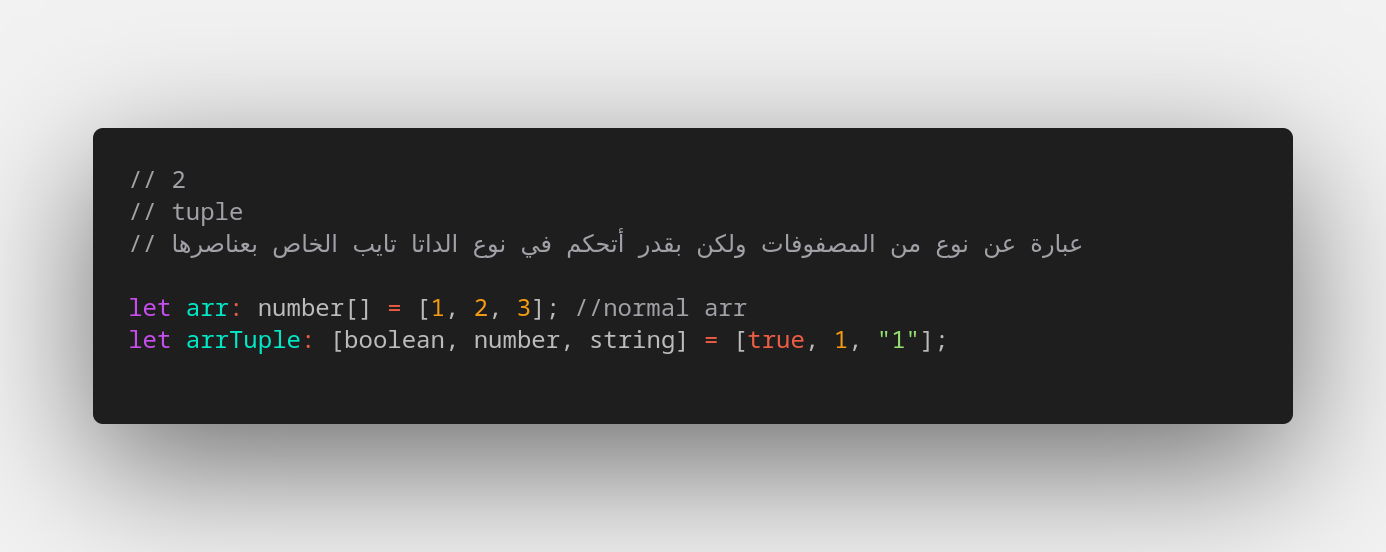 // 2
// tuple
// عبارة عن نوع من المصفوفات ولكن بقدر أتحكم في نوع الداتا تايب الخاص بعناصرها
let arr: number[] = [1, 2, 3]; //normal arr
let arrTuple: [boolean, number, string] = [true, 1, "1"];